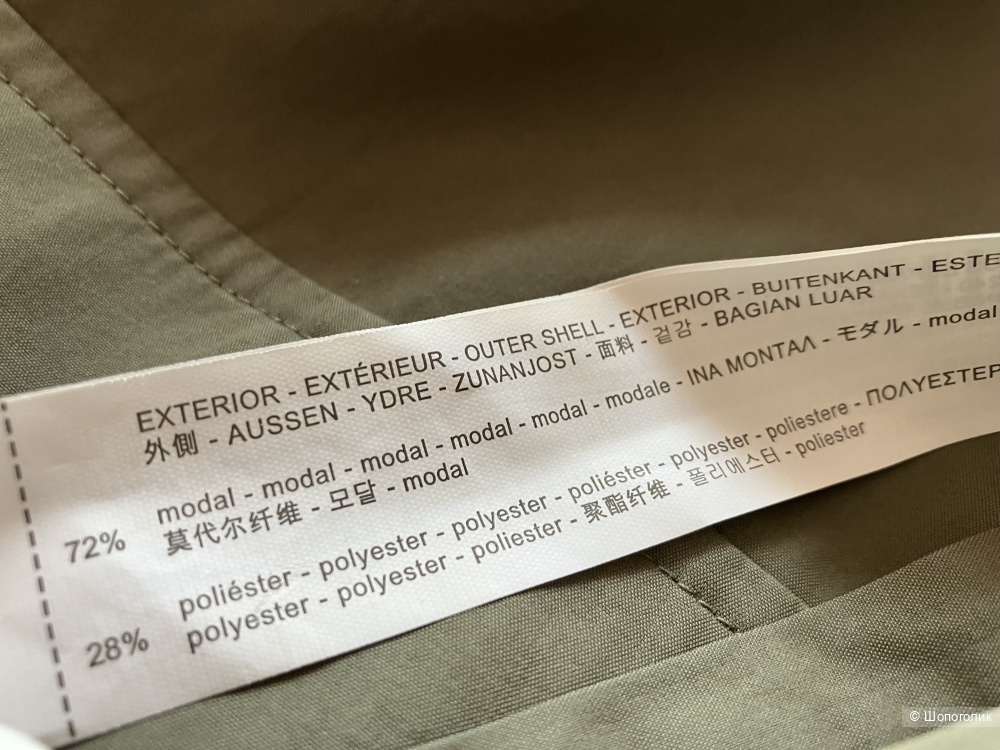 EXTERIOR - EXTÉRIEUR - OUTER SHELL - EXTERIOR - BUITENKANT - ESTE
外側 - AUSSEN - YDRE - ZUNANJOST - 面料 - 겉감 - BAGIAN LUAR
modal - modal - modal - modal - modal - modale - ΙΝΑ ΜΟΝΤΑΛ - モダル - modal
72% 莫代尔纤维 - 모달 - modal
poliéster - polyester - polyester - poliéster - polyester - poliestere - ΠΟΛΥΕΣΤΕΡ
28% polyester - polyester - poliester - 聚酯纤维 - 폴리에스터 - poliester
© Шопоголик